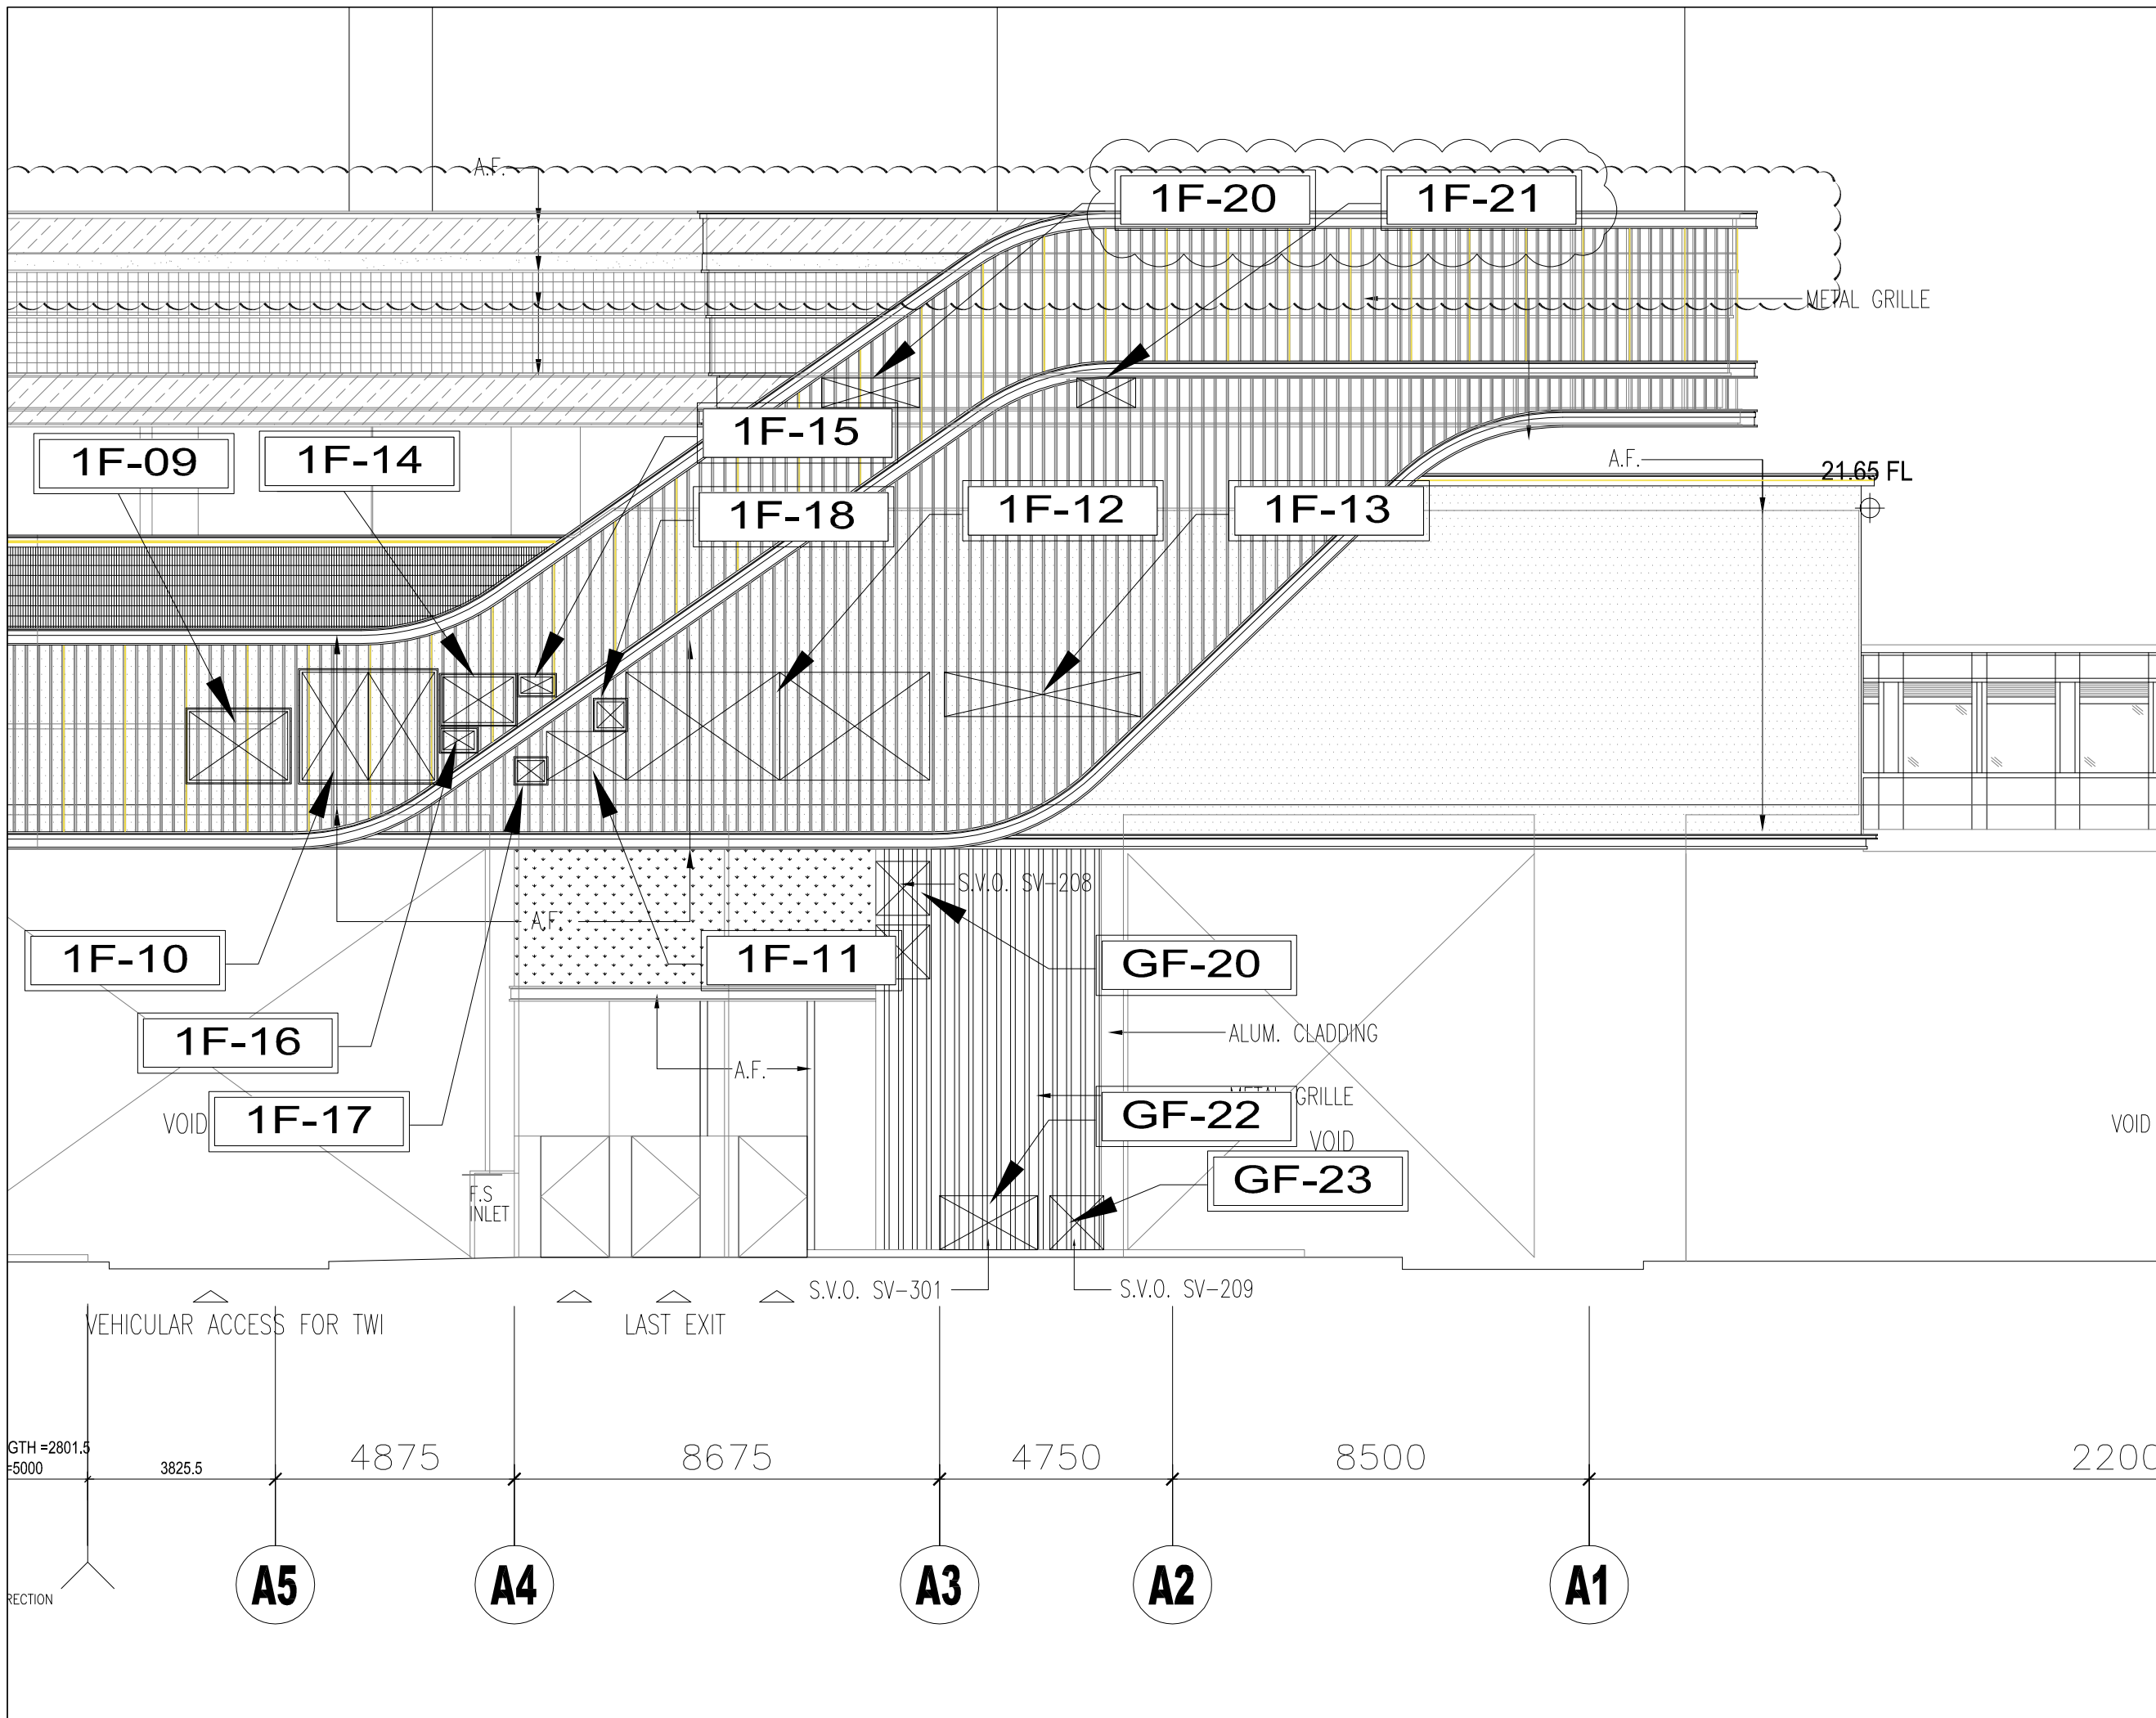 A.F.
1F-20
1F-21
METAL GRILLE
1F-15
1F-09
1F-14
A.F.
21.65 FL
1F-18
1F-12
1F-13
S.V.O. SV-208
A.F.
1F-10
1F-11
GF-20
1F-16
ALUM. CLADDING
A.F.
METAL GRILLE
1F-17
GF-22
VOID
VOID
VOID
GF-23
F.S
INLET
S.V.O. SV-301
S.V.O. SV-209
VEHICULAR ACCESS FOR TWI
LAST EXIT
GTH =2801.5
=5000
3825.5
4875
8675
4750
8500
2200
A5
A4
A3
A2
A1
RECTION